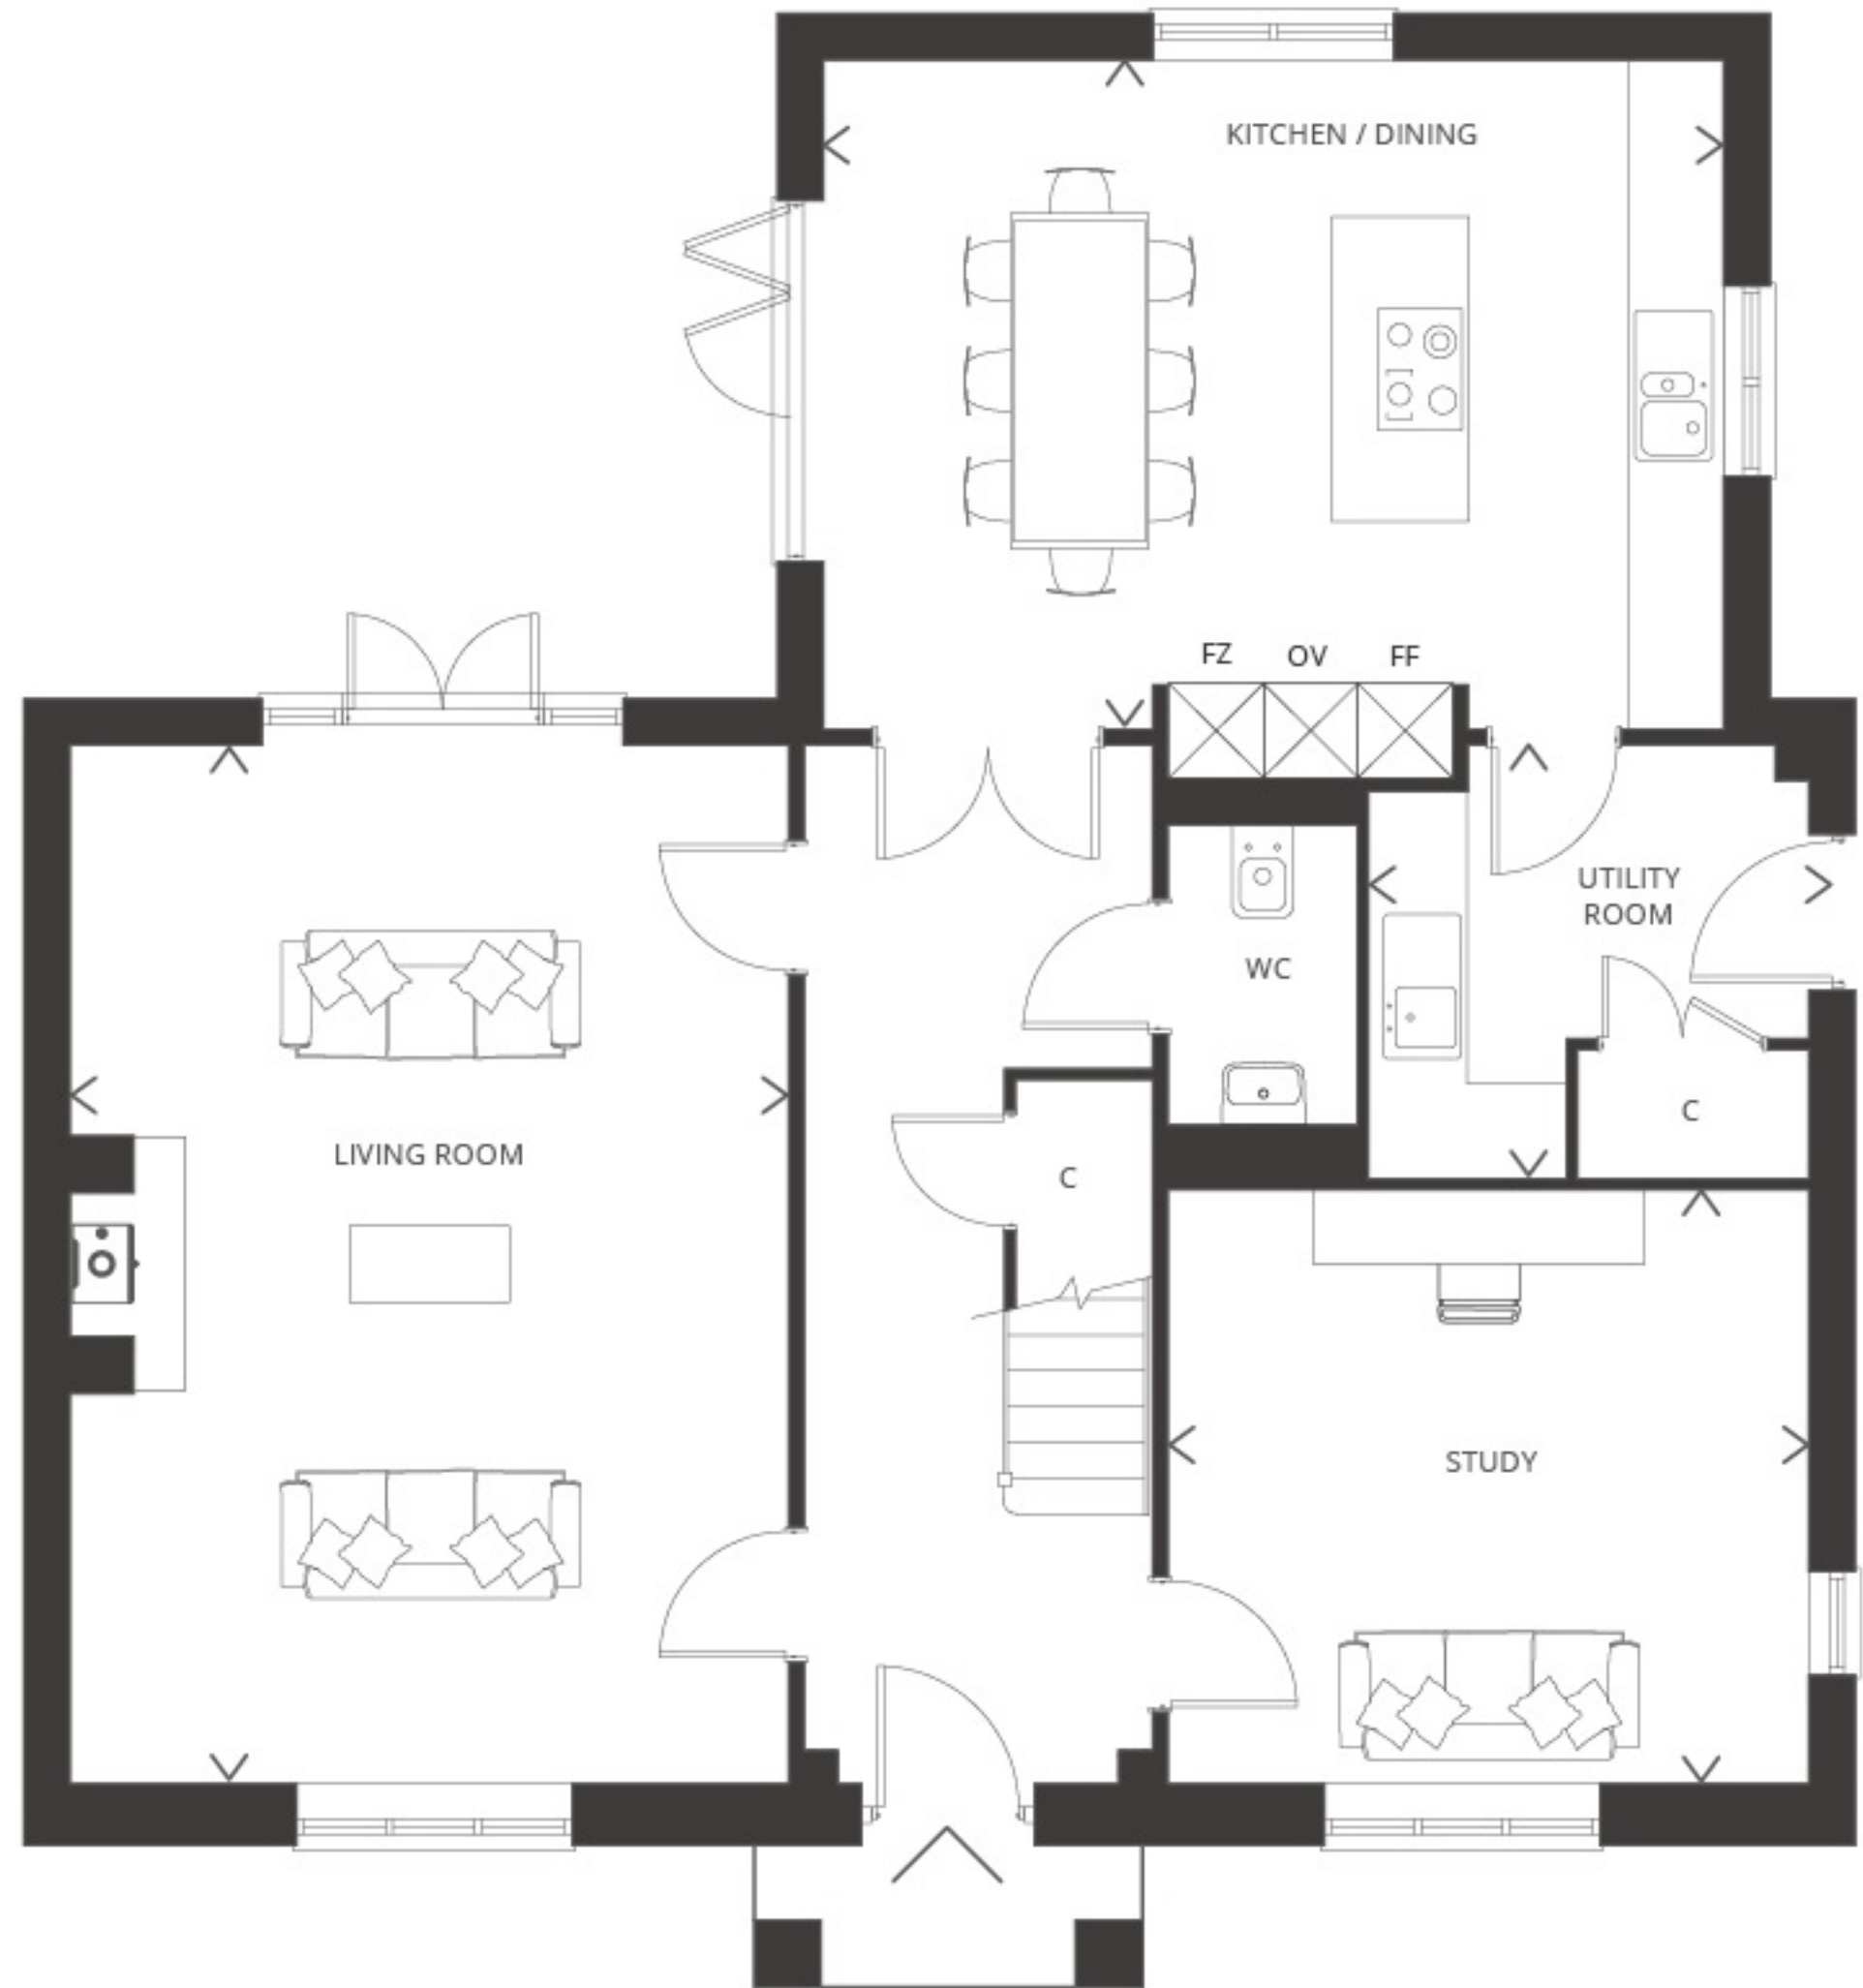 KITCHEN / DINING
FZ OV FF
UTILITY
ROOM
WC
C
LIVING ROOM
C
STUDY